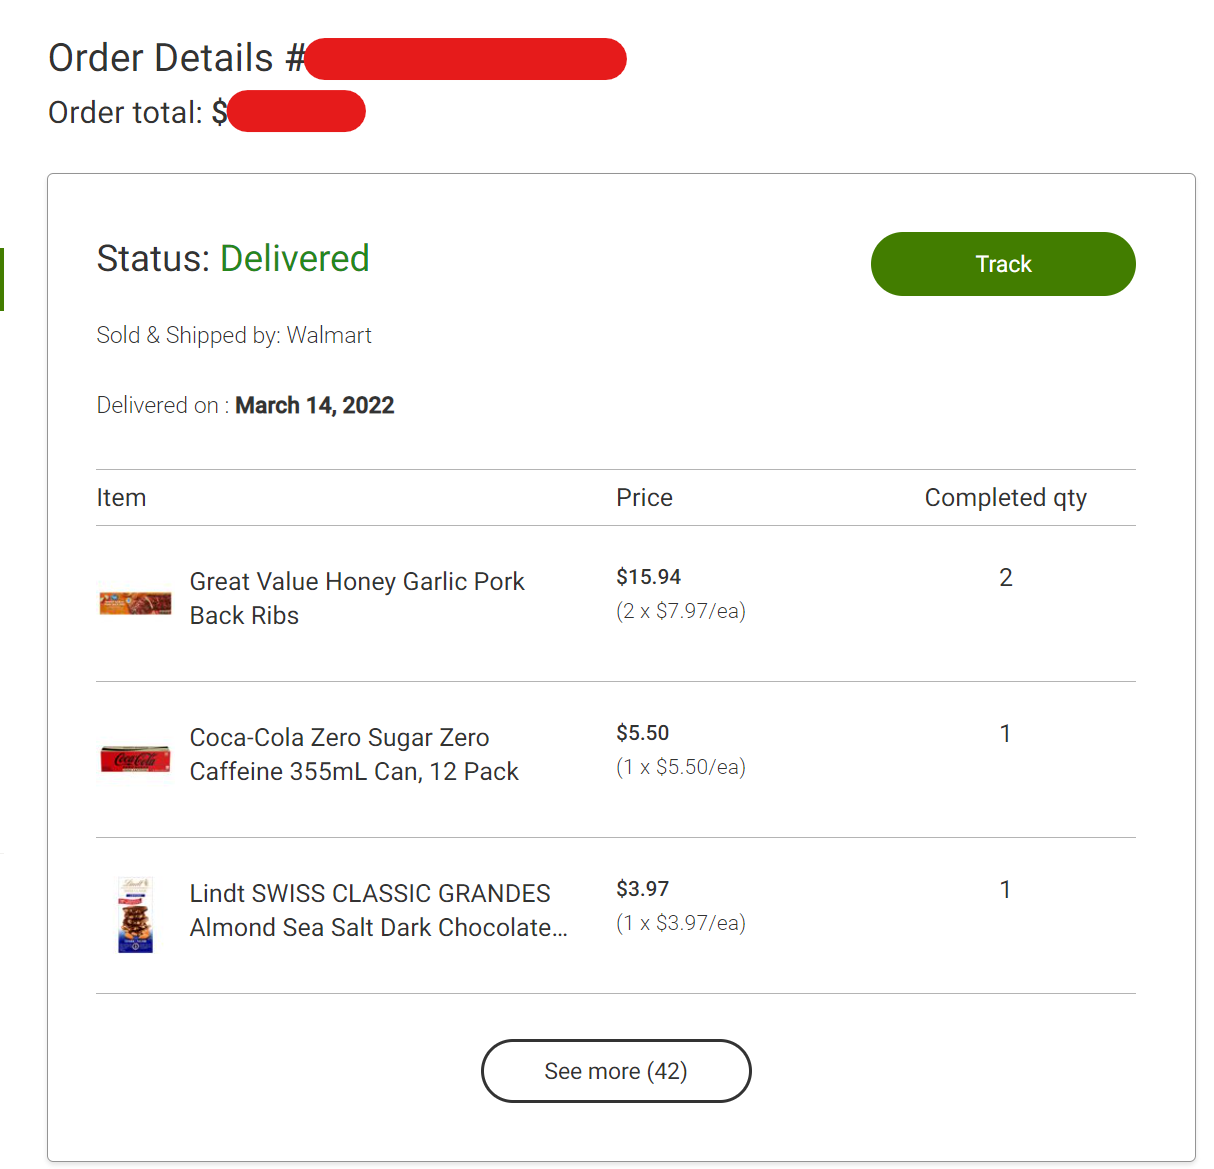 Order Details #
Order total: $
Status: Delivered
Track
Sold & Shipped by: Walmart
Delivered on : March 14, 2022
Item Price Completed qty
Great Value Honey Garlic Pork
Back Ribs
$15.94
(2 x $7.97/ea)
2
Coca-Cola Zero Sugar Zero
Caffeine 355mL Can, 12 Pack
$5.50
(1 x $5.50/ea)
1
Lindt SWISS CLASSIC GRANDES
Almond Sea Salt Dark Chocolate...
$3.97
(1 x $3.97/ea)
1
See more (42)